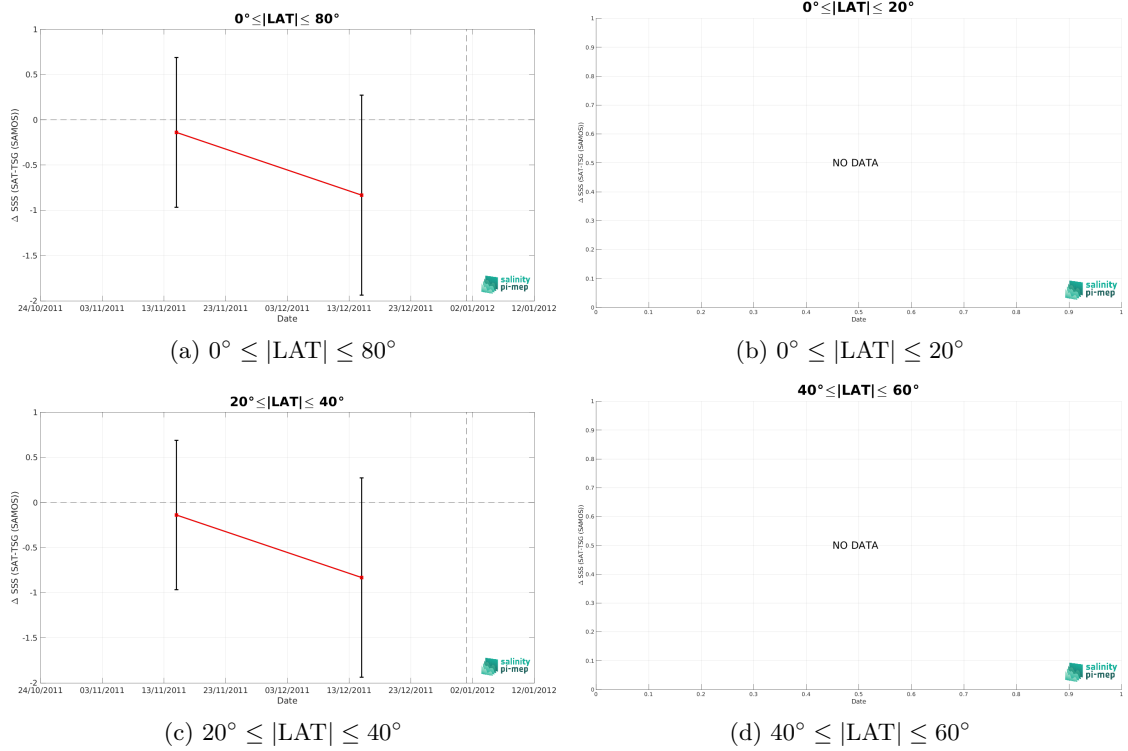 0°≤|LAT|≤ 80°
1
0.5
0
-0.5
-1
-1.5
-2
Δ SSS (SAT-TSG (SAMOS))
24/10/2011 03/11/2011 13/11/2011 23/11/2011 03/12/2011 13/12/2011 23/12/2011 02/01/2012 12/01/2012
Date
salinity
pi-mep
(a) 0° ≤ |LAT| ≤ 80°
0°≤|LAT|≤ 20°
1
0.9
0.8
0.7
0.6
0.5
0.4
0.3
0.2
0.1
0
Δ SSS (SAT-TSG (SAMOS))
NO DATA
0 0.1 0.2 0.3 0.4 0.5 0.6 0.7 0.8 0.9 1
Date
salinity
pi-mep
(b) 0° ≤ |LAT| ≤ 20°
20°≤|LAT|≤ 40°
1
0.5
0
-0.5
-1
-1.5
-2
Δ SSS (SAT-TSG (SAMOS))
24/10/2011 03/11/2011 13/11/2011 23/11/2011 03/12/2011 13/12/2011 23/12/2011 02/01/2012 12/01/2012
Date
salinity
pi-mep
(c) 20° ≤ |LAT| ≤ 40°
40°≤|LAT|≤ 60°
1
0.9
0.8
0.7
0.6
0.5
0.4
0.3
0.2
0.1
0
Δ SSS (SAT-TSG (SAMOS))
NO DATA
0 0.1 0.2 0.3 0.4 0.5 0.6 0.7 0.8 0.9 1
Date
salinity
pi-mep
(d) 40° ≤ |LAT| ≤ 60°